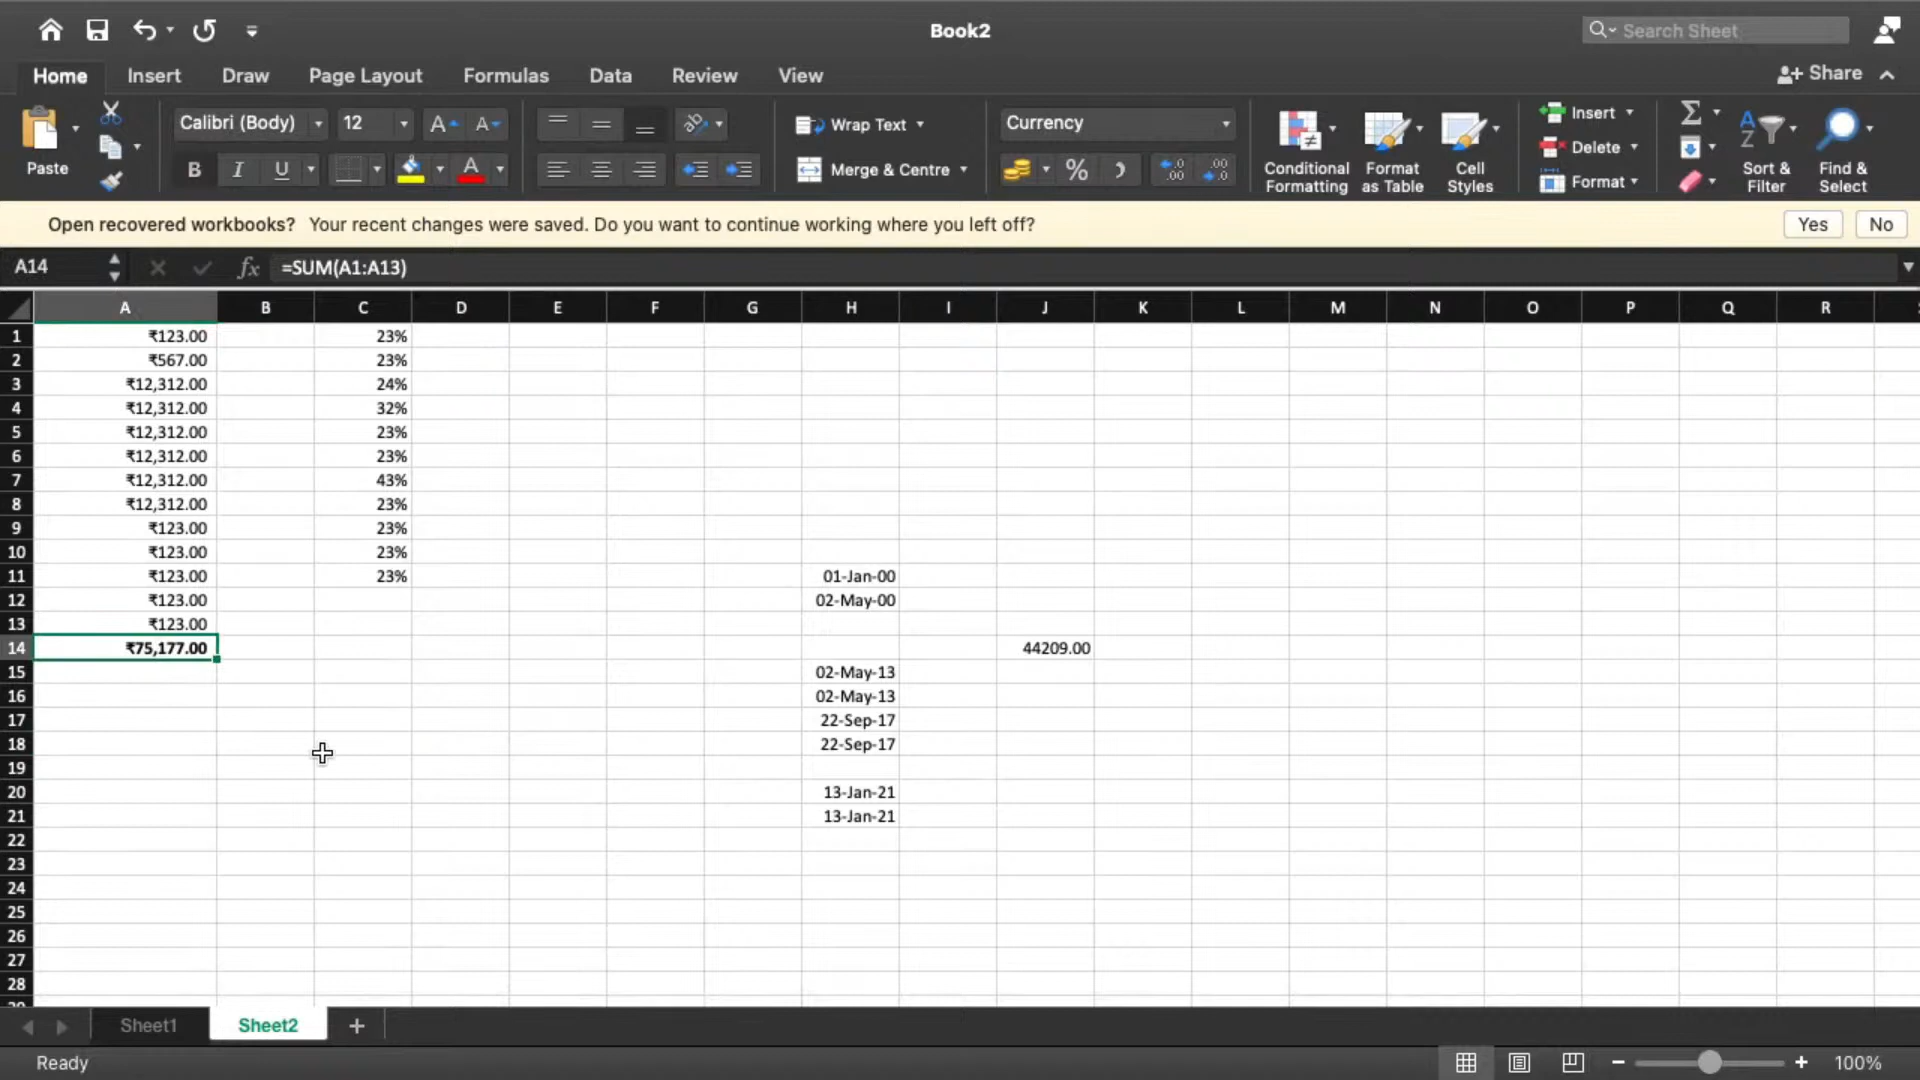 Book2
Search Sheet
Home Insert Draw Page Layout Formulas Data Review View
Share
Paste
Calibri (Body) 12
B I U
Wrap Text
Merge & Centre
Currency
Conditional Formatting
Format as Table
Cell Styles
Insert
Delete
Format
Sort & Filter
Find & Select
Open recovered workbooks? Your recent changes were saved. Do you want to continue working where you left off? Yes No
A14 fx =SUM(A1:A13)
A B C D E F G H I J K L M N O P Q R
1 ₹123.00 23%
2 ₹567.00 23%
3 ₹12,312.00 24%
4 ₹12,312.00 32%
5 ₹12,312.00 23%
6 ₹12,312.00 23%
7 ₹12,312.00 43%
8 ₹12,312.00 23%
9 ₹123.00 23%
10 ₹123.00 23%
11 ₹123.00 23% 01-Jan-00
12 ₹123.00 02-May-00
13 ₹123.00
14 ₹75,177.00 44209.00
15 02-May-13
16 02-May-13
17 22-Sep-17
18 22-Sep-17
19
20 13-Jan-21
21 13-Jan-21
22
23
24
25
26
27
28
Sheet1 Sheet2 +
Ready 100%